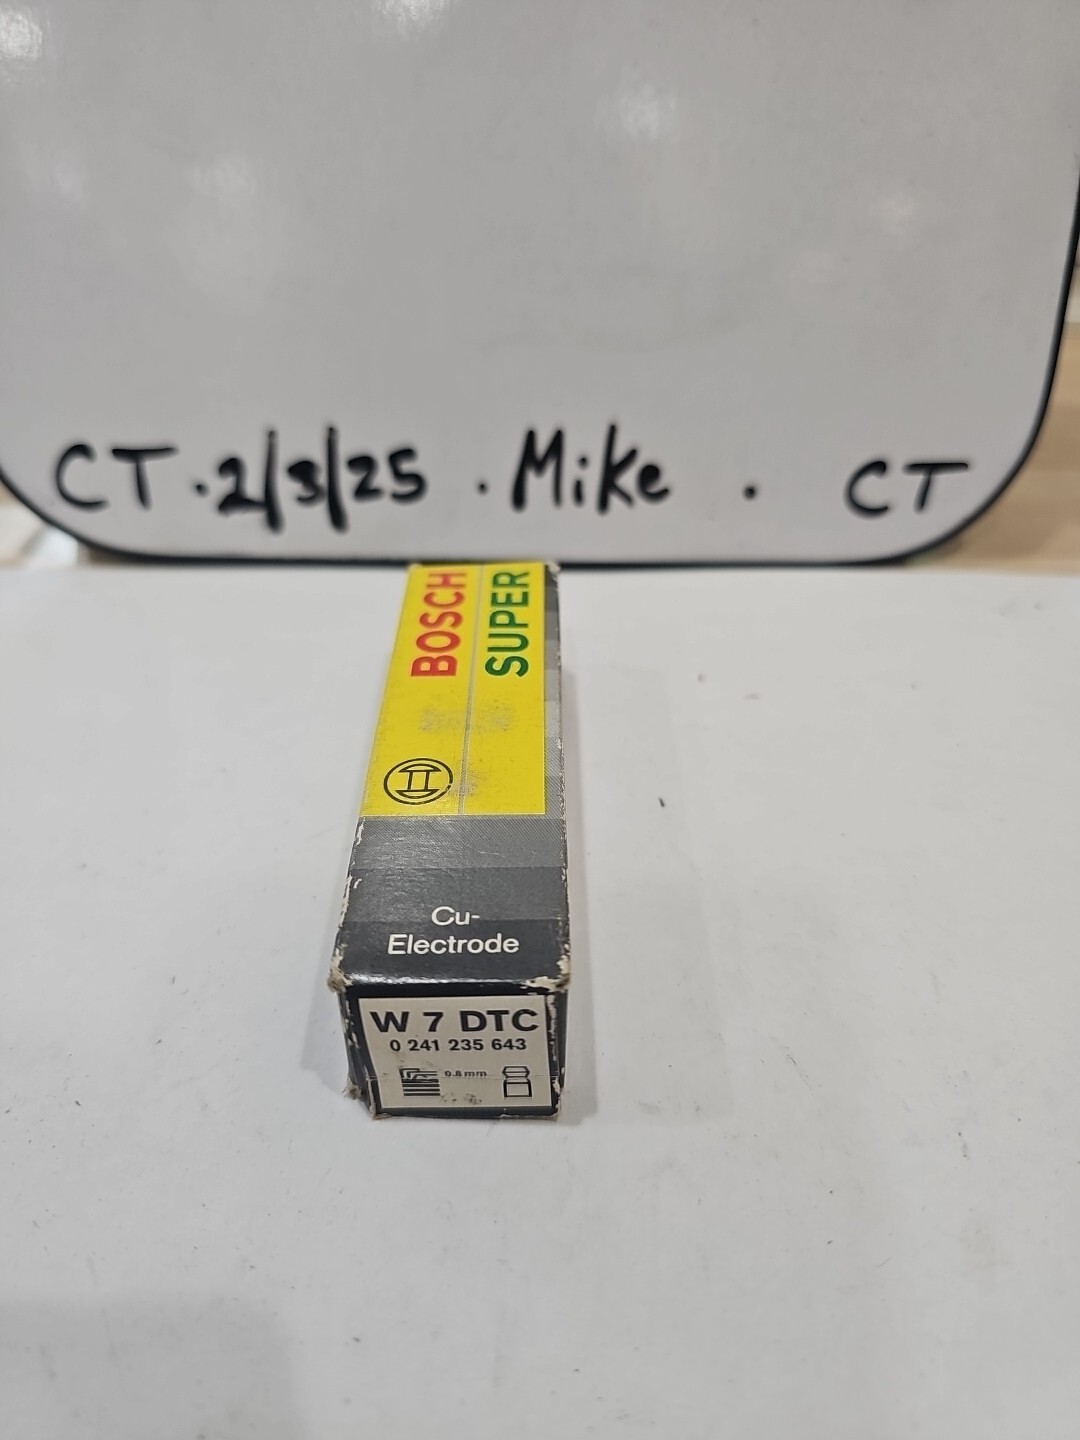 CT · 2/3/25 · Mike · CT
BOSCH
SUPER
Cu-
Electrode
W 7 DTC
0 241 235 643
0.8 mm